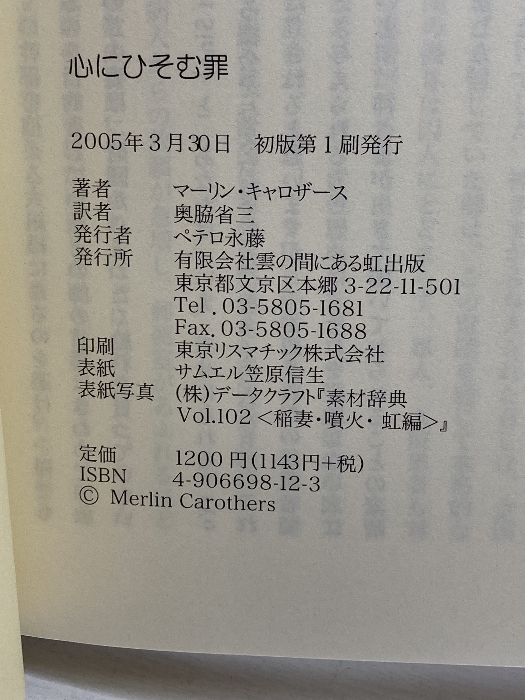 心にひそむ罪
2005年3月30日　初版第1刷発行
著者　マーリン・キャロザース
訳者　奥脇省三
発行者　ペテロ永藤
発行所　有限会社雲の間にある虹出版
東京都文京区本郷 3-22-11-501
Tel. 03-5805-1681
Fax. 03-5805-1688
印刷　東京リスマチック株式会社
表紙　サムエル笠原信生
表紙写真　(株)データクラフト『素材辞典
Vol.102 <稲妻・噴火・虹編>』
定価　1200円(1143円+税)
ISBN　4-906698-12-3
© Merlin Carothers